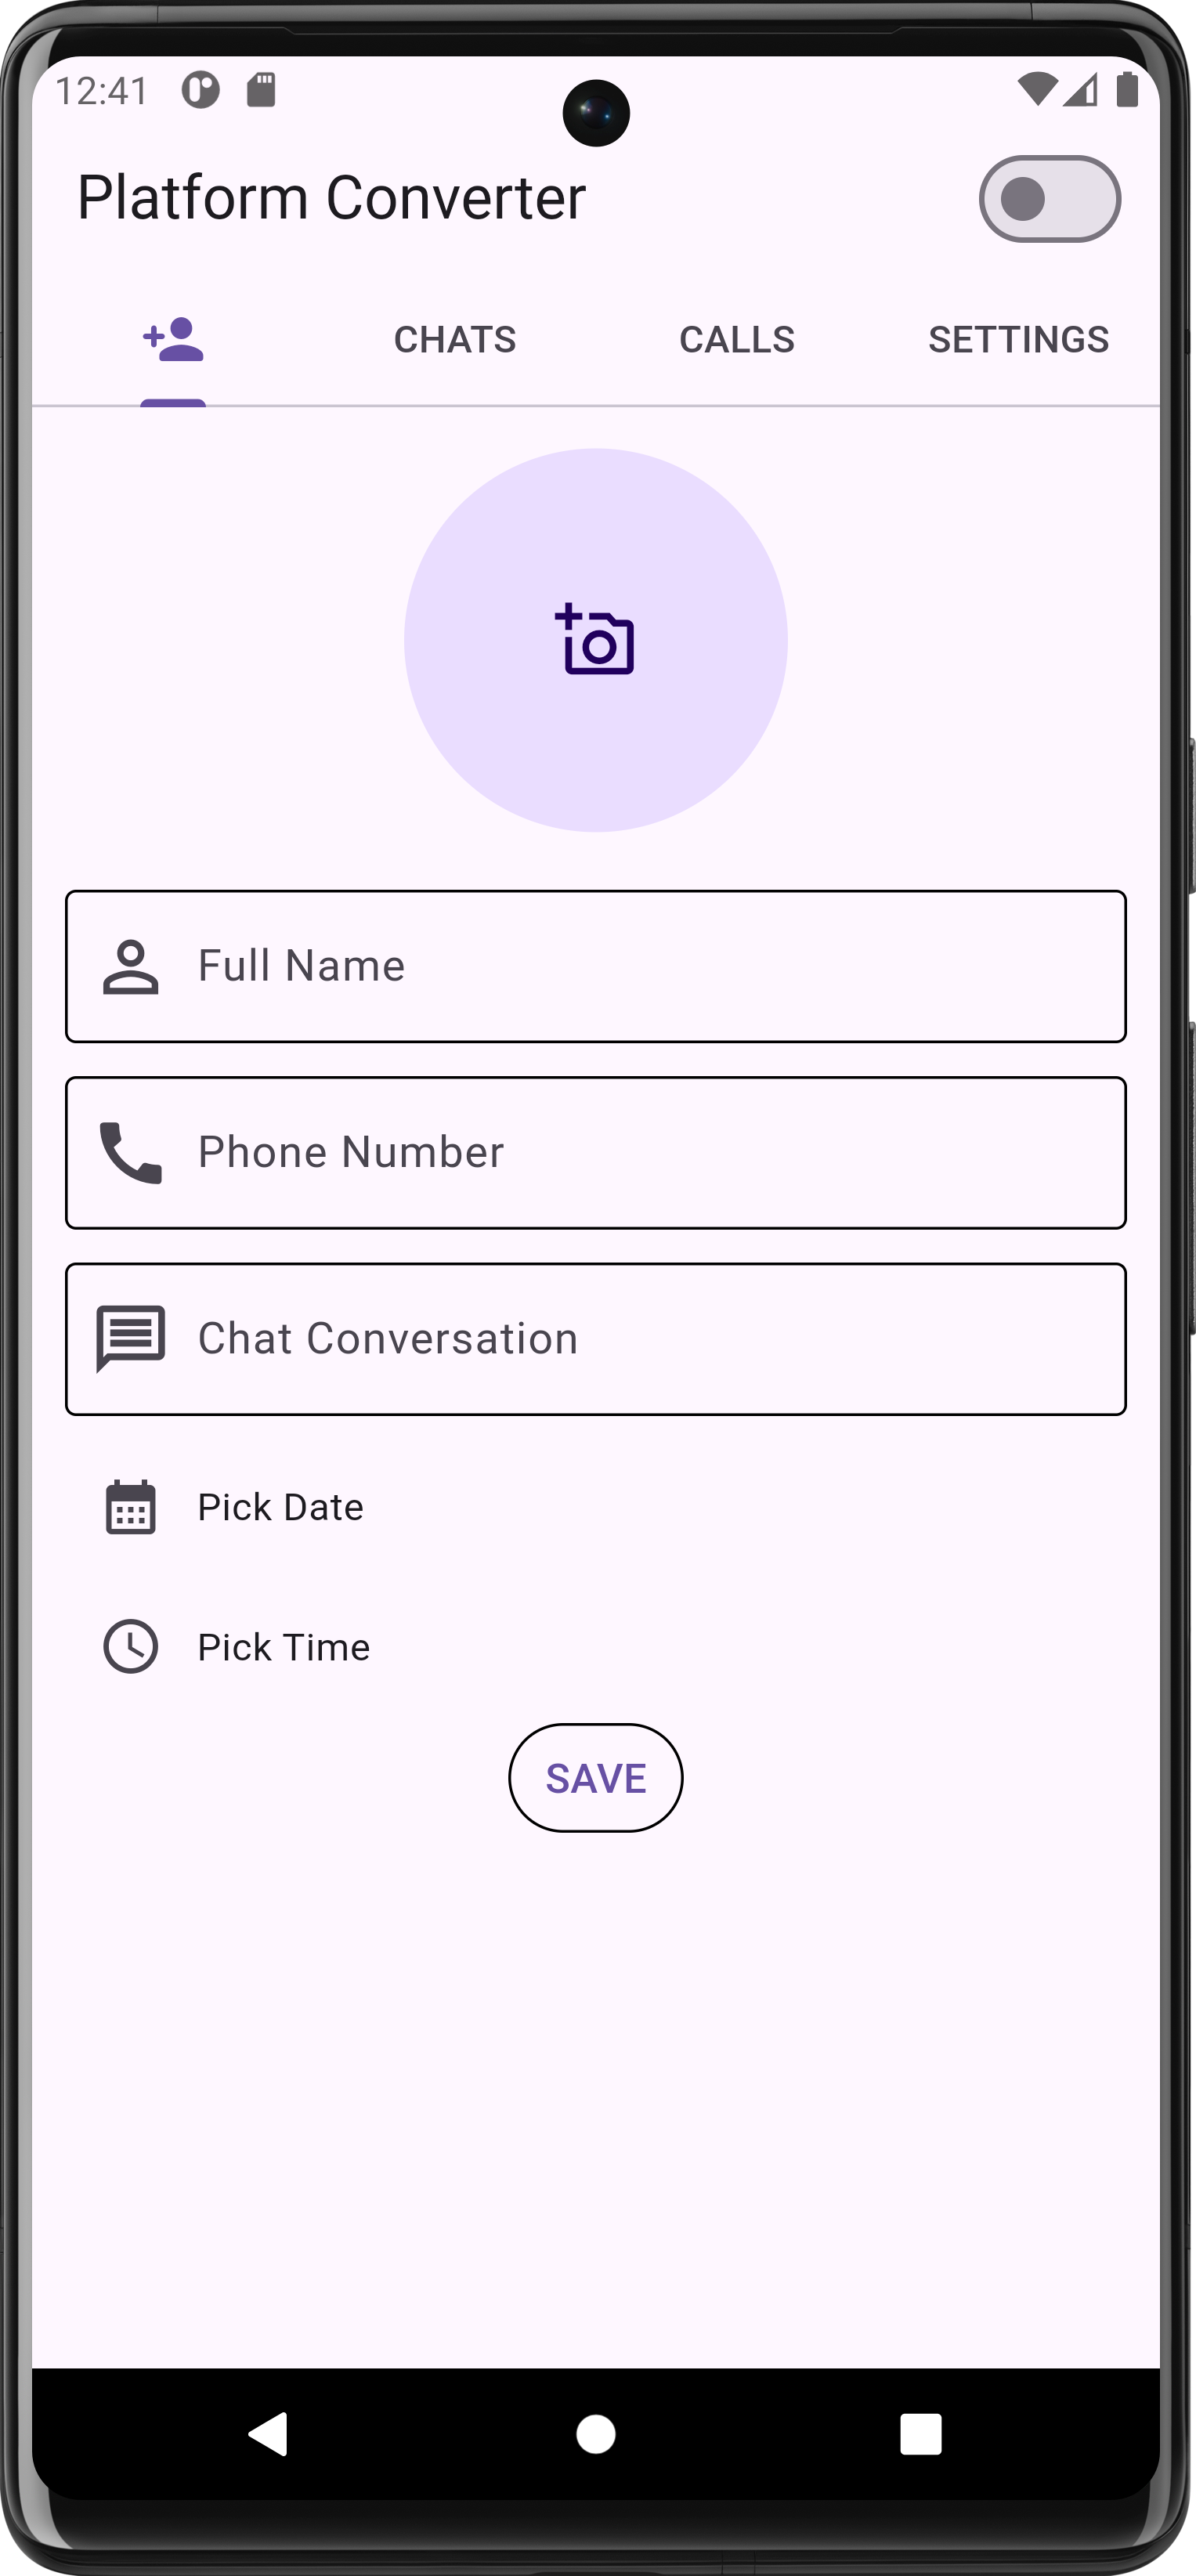 12:41
Platform Converter
CHATS CALLS SETTINGS
Full Name
Phone Number
Chat Conversation
Pick Date
Pick Time
SAVE